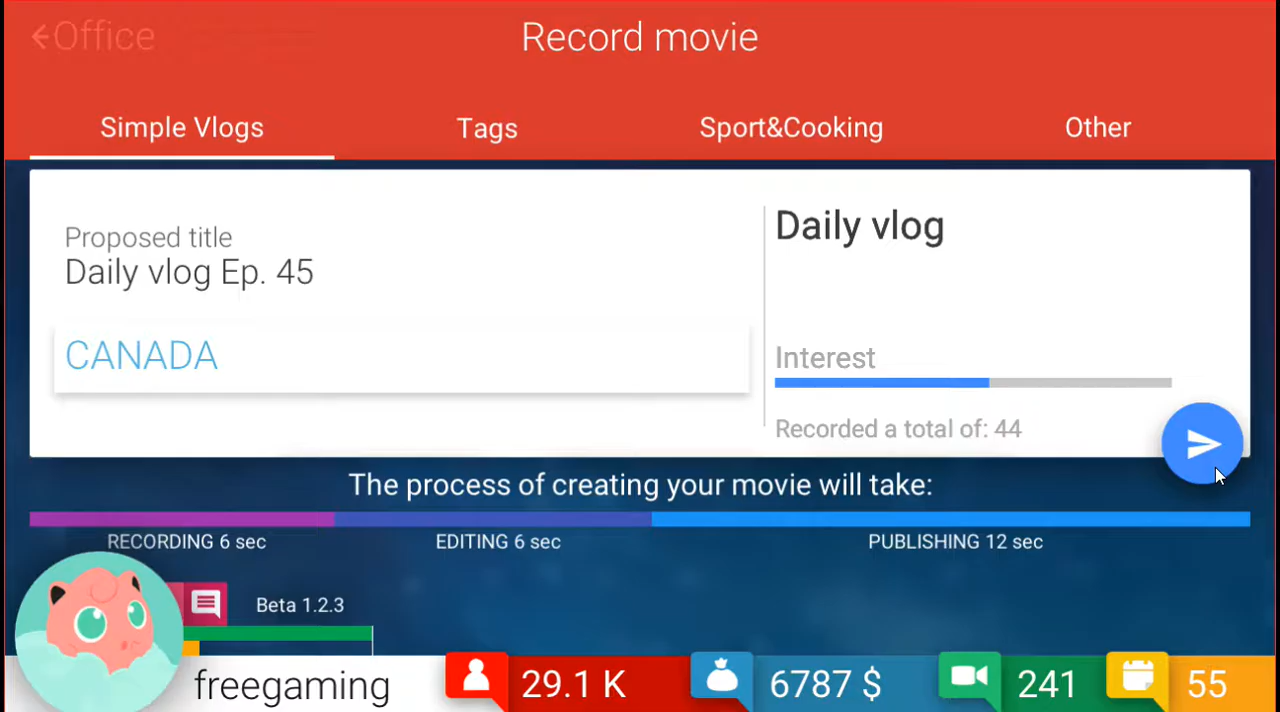 Office
Record movie
Simple Vlogs
Tags
Sport&Cooking
Other
Proposed title
Daily vlog Ep. 45
CANADA
Daily vlog
Interest
Recorded a total of: 44
The process of creating your movie will take:
RECORDING 6 sec
EDITING 6 sec
PUBLISHING 12 sec
Beta 1.2.3
freegaming
29.1 K
6787 $
241
55